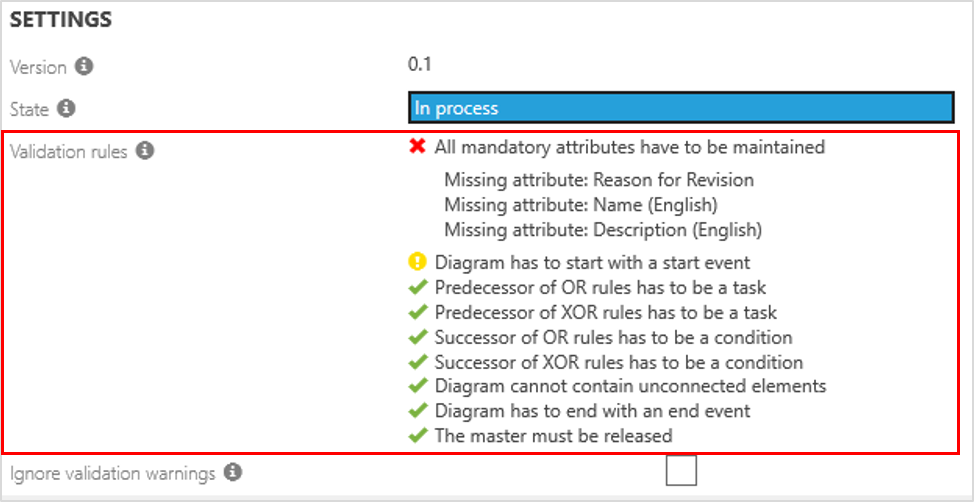 SETTINGS
Version
0.1
State
In process
Validation rules
All mandatory attributes have to be maintained
Missing attribute: Reason for Revision
Missing attribute: Name (English)
Missing attribute: Description (English)
Diagram has to start with a start event
Predecessor of OR rules has to be a task
Predecessor of XOR rules has to be a task
Successor of OR rules has to be a condition
Successor of XOR rules has to be a condition
Diagram cannot contain unconnected elements
Diagram has to end with an end event
The master must be released
Ignore validation warnings